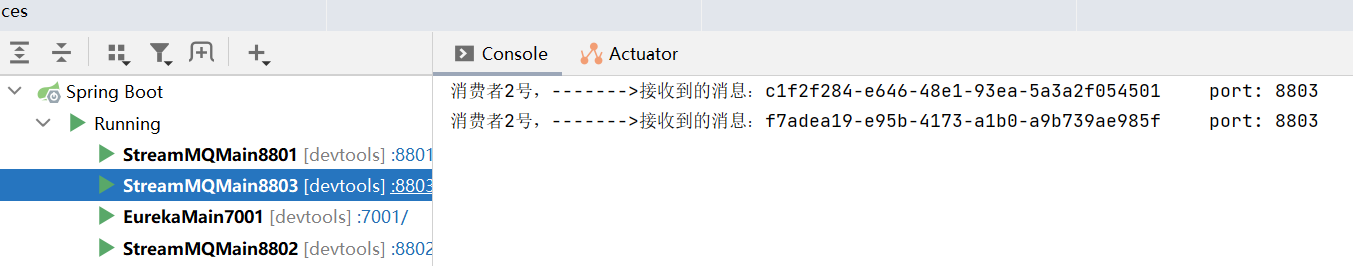 ces
Console
Actuator
Spring Boot
Running
StreamMQMain8801 [devtools] :8801
StreamMQMain8803 [devtools] :8803
EurekaMain7001 [devtools] :7001/
StreamMQMain8802 [devtools] :8802
消费者2号，------->接收到的消息：c1f2f284-e646-48e1-93ea-5a3a2f054501 port: 8803
消费者2号，------->接收到的消息：f7adea19-e95b-4173-a1b0-a9b739ae985f port: 8803